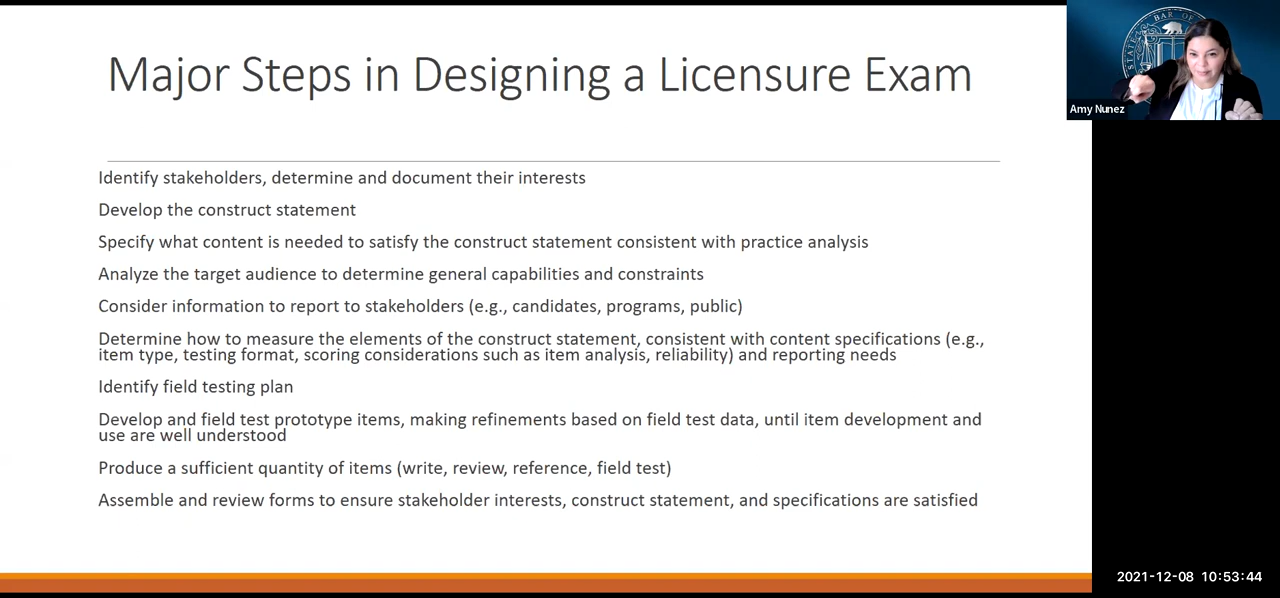 Major Steps in Designing a Licensure Exam
STATE BAR OF
Amy Nunez
Identify stakeholders, determine and document their interests
Develop the construct statement
Specify what content is needed to satisfy the construct statement consistent with practice analysis
Analyze the target audience to determine general capabilities and constraints
Consider information to report to stakeholders (e.g., candidates, programs, public)
Determine how to measure the elements of the construct statement, consistent with content specifications (e.g.,
item type, testing format, scoring considerations such as item analysis, reliability) and reporting needs
Identify field testing plan
Develop and field test prototype items, making refinements based on field test data, until item development and
use are well understood
Produce a sufficient quantity of items (write, review, reference, field test)
Assemble and review forms to ensure stakeholder interests, construct statement, and specifications are satisfied
2021-12-08 10:53:44